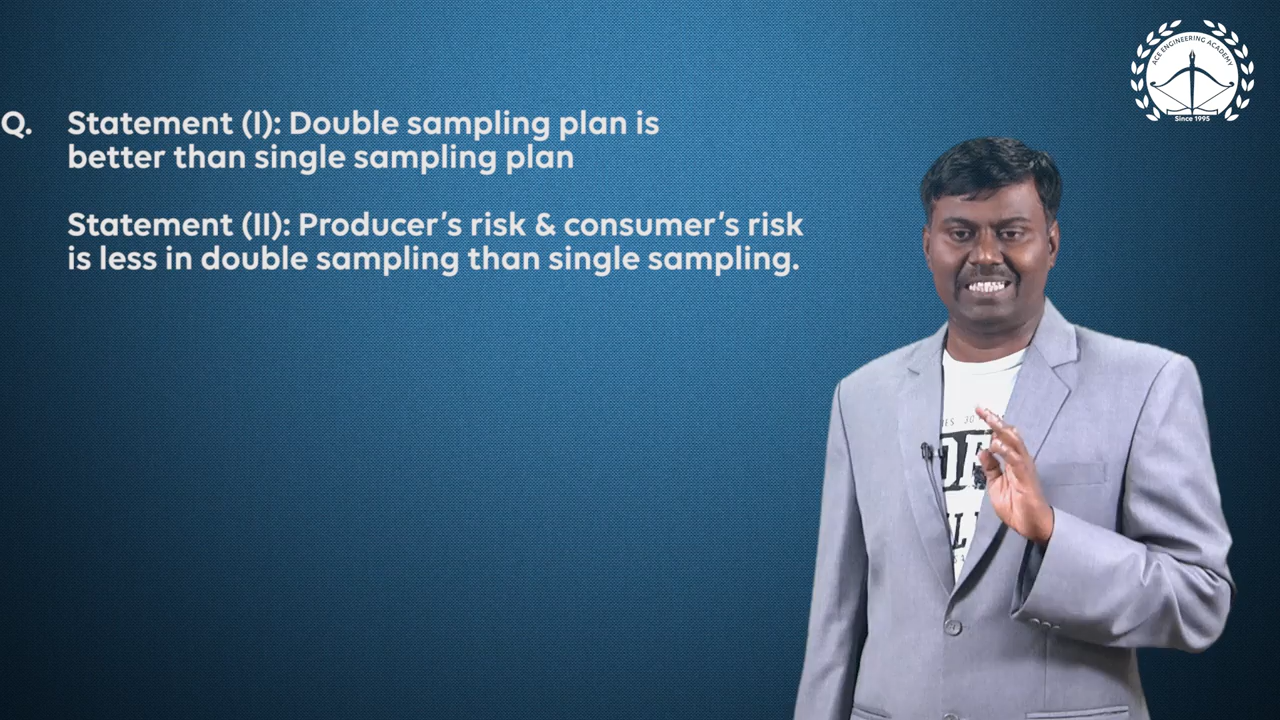 ACE ENGINEERING ACADEMY
Since 1995
Q. Statement (I): Double sampling plan is
better than single sampling plan
Statement (II): Producer's risk & consumer's risk
is less in double sampling than single sampling.